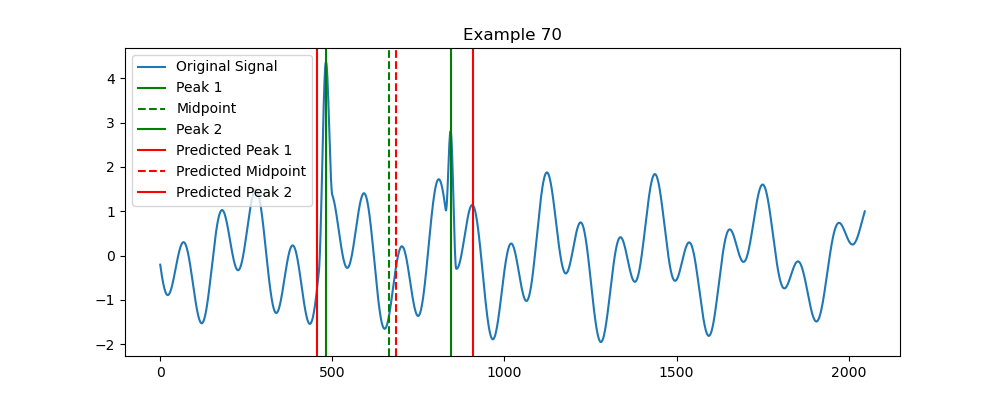 Example 70
Original Signal
Peak 1
Midpoint
Peak 2
Predicted Peak 1
Predicted Midpoint
Predicted Peak 2
4
3
2
1
0
−1
−2
0 500 1000 1500 2000